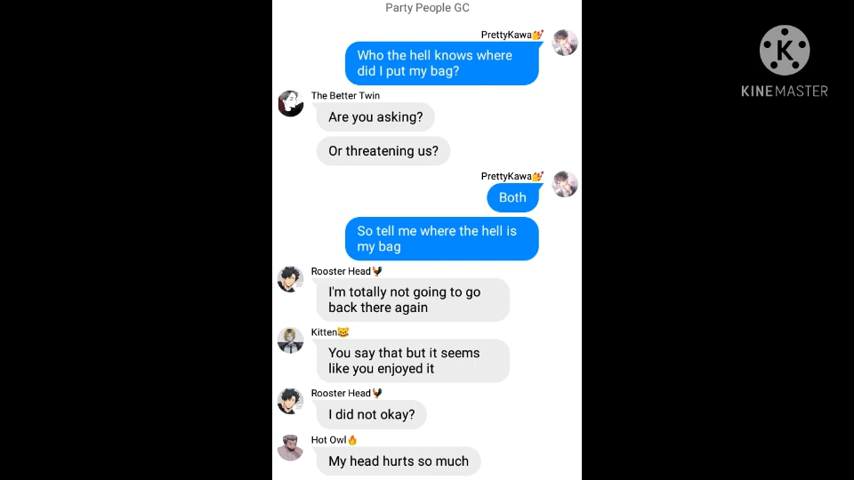 Party People GC
PrettyKawa💅
Who the hell knows where
did I put my bag?
The Better Twin
Are you asking?
Or threatening us?
PrettyKawa💅
Both
So tell me where the hell is
my bag
Rooster Head🐓
I'm totally not going to go
back there again
Kitten😸
You say that but it seems
like you enjoyed it
Rooster Head🐓
I did not okay?
Hot Owl🔥
My head hurts so much
K
KINEMASTER